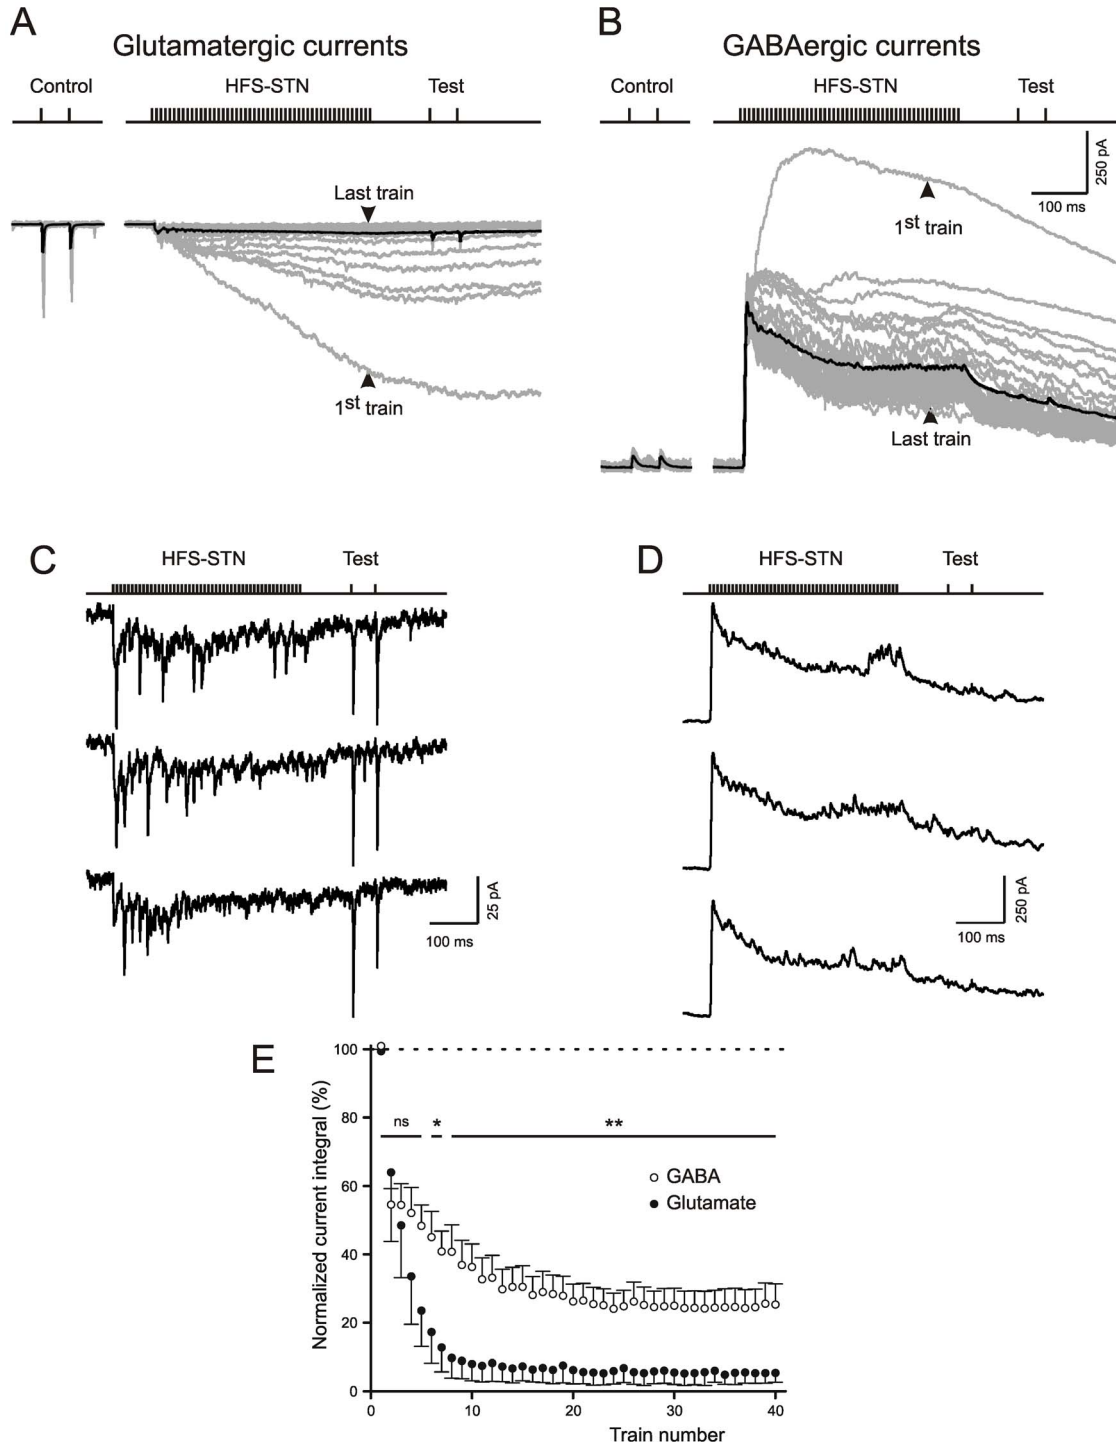 A
Glutamatergic currents
Control
HFS-STN
Test
Last train
1st train
B
GABAergic currents
Control
HFS-STN
Test
250 pA
100 ms
1st train
Last train
C
HFS-STN
Test
25 pA
100 ms
D
HFS-STN
Test
250 pA
100 ms
E
Normalized current integral (%)
100
80
60
40
20
0
ns
*
**
GABA
Glutamate
0
10
20
30
40
Train number